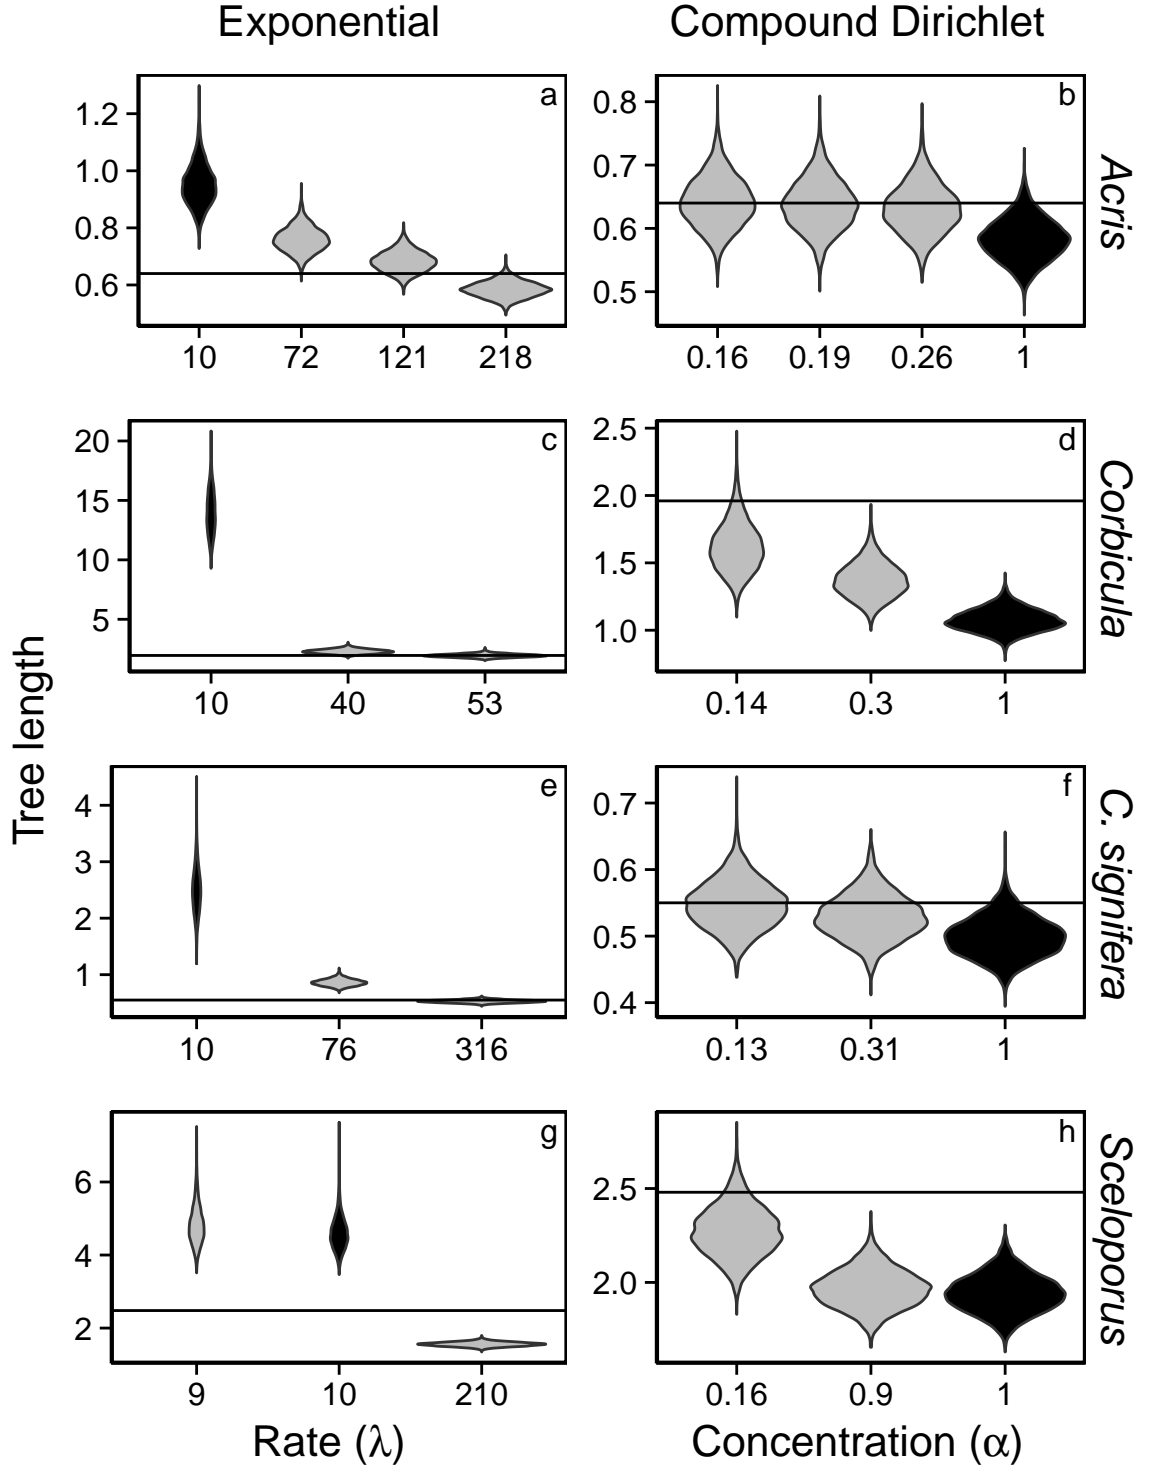 Exponential
Compound Dirichlet
a
1.2
1.0
0.8
0.6
10 72 121 218
b
0.8
0.7
0.6
0.5
0.16 0.19 0.26 1
Acris
c
20
15
10
5
10 40 53
d
2.5
2.0
1.5
1.0
0.14 0.3 1
Corbicula
Tree length
e
4
3
2
1
10 76 316
f
0.7
0.6
0.5
0.4
0.13 0.31 1
C. signifera
g
6
4
2
9 10 210
h
2.5
2.0
0.16 0.9 1
Sceloporus
Rate (λ)
Concentration (α)